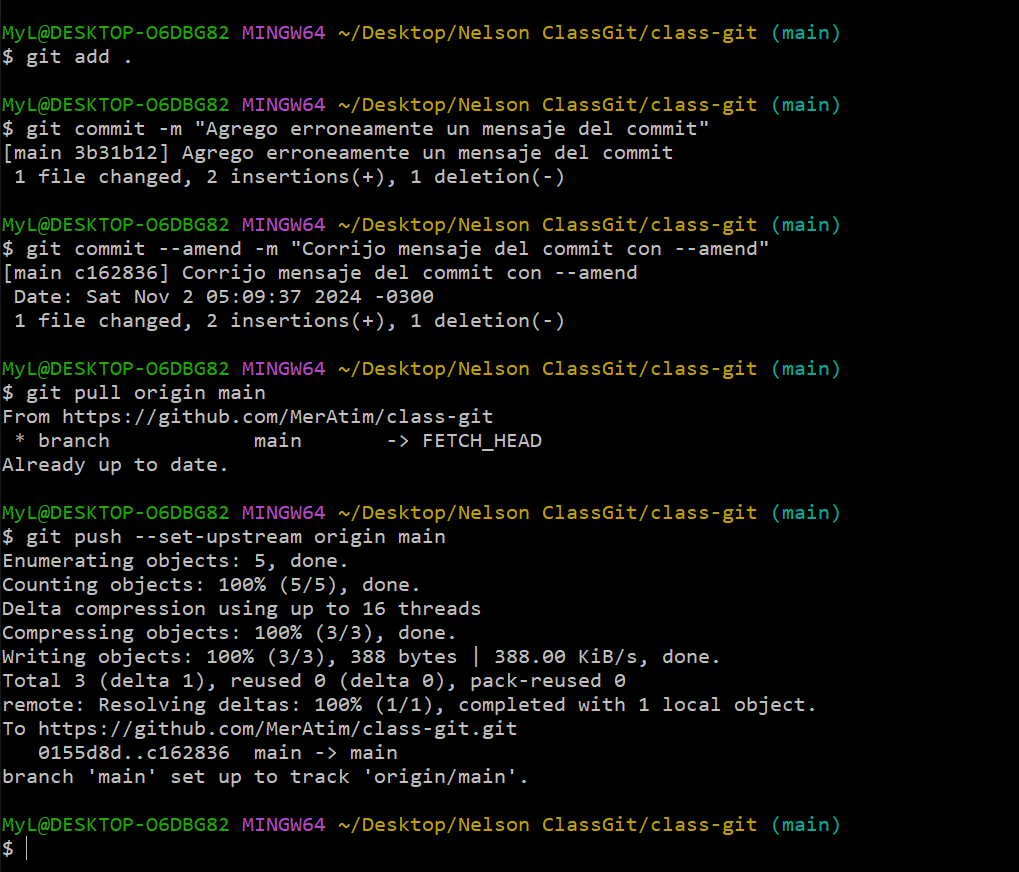 MyL@DESKTOP-O6DBG82 MINGW64 ~/Desktop/Nelson ClassGit/class-git (main)
$ git add .
MyL@DESKTOP-O6DBG82 MINGW64 ~/Desktop/Nelson ClassGit/class-git (main)
$ git commit -m "Agrego erroneamente un mensaje del commit"
[main 3b31b12] Agrego erroneamente un mensaje del commit
 1 file changed, 2 insertions(+), 1 deletion(-)
MyL@DESKTOP-O6DBG82 MINGW64 ~/Desktop/Nelson ClassGit/class-git (main)
$ git commit --amend -m "Corrijo mensaje del commit con --amend"
[main c162836] Corrijo mensaje del commit con --amend
 Date: Sat Nov 2 05:09:37 2024 -0300
 1 file changed, 2 insertions(+), 1 deletion(-)
MyL@DESKTOP-O6DBG82 MINGW64 ~/Desktop/Nelson ClassGit/class-git (main)
$ git pull origin main
From https://github.com/MerAtim/class-git
 * branch            main       -> FETCH_HEAD
Already up to date.
MyL@DESKTOP-O6DBG82 MINGW64 ~/Desktop/Nelson ClassGit/class-git (main)
$ git push --set-upstream origin main
Enumerating objects: 5, done.
Counting objects: 100% (5/5), done.
Delta compression using up to 16 threads
Compressing objects: 100% (3/3), done.
Writing objects: 100% (3/3), 388 bytes | 388.00 KiB/s, done.
Total 3 (delta 1), reused 0 (delta 0), pack-reused 0
remote: Resolving deltas: 100% (1/1), completed with 1 local object.
To https://github.com/MerAtim/class-git.git
   0155d8d..c162836  main -> main
branch 'main' set up to track 'origin/main'.
MyL@DESKTOP-O6DBG82 MINGW64 ~/Desktop/Nelson ClassGit/class-git (main)
$